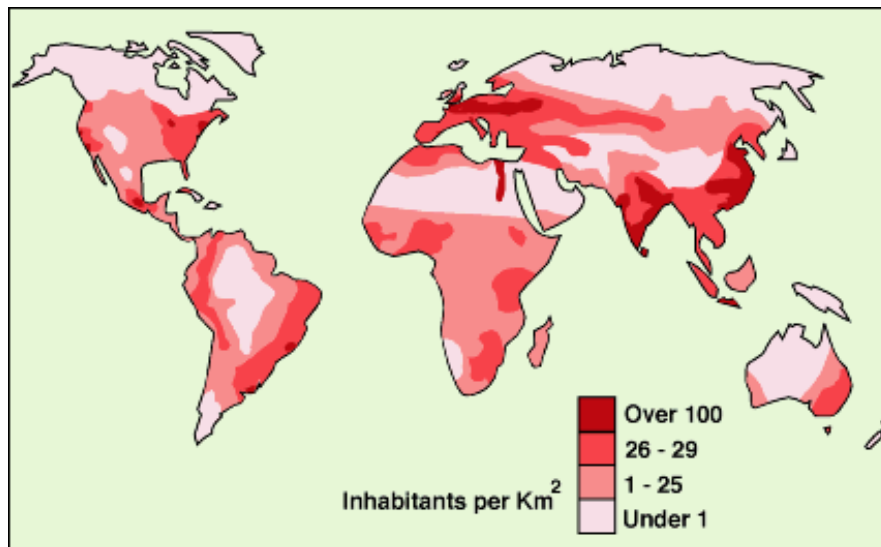 Over 100
26 - 29
1 - 25
Inhabitants per Km²
Under 1